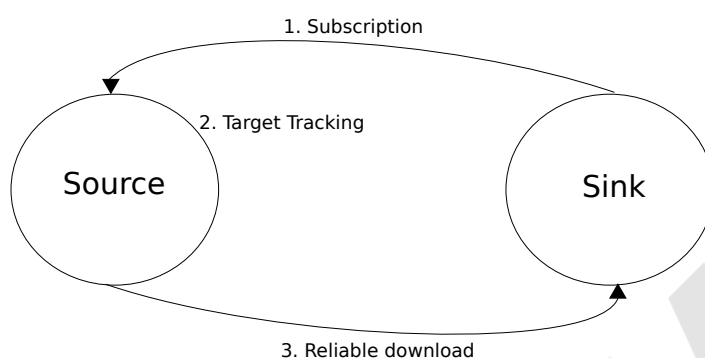 1. Subscription
2. Target Tracking
Source
Sink
3. Reliable download